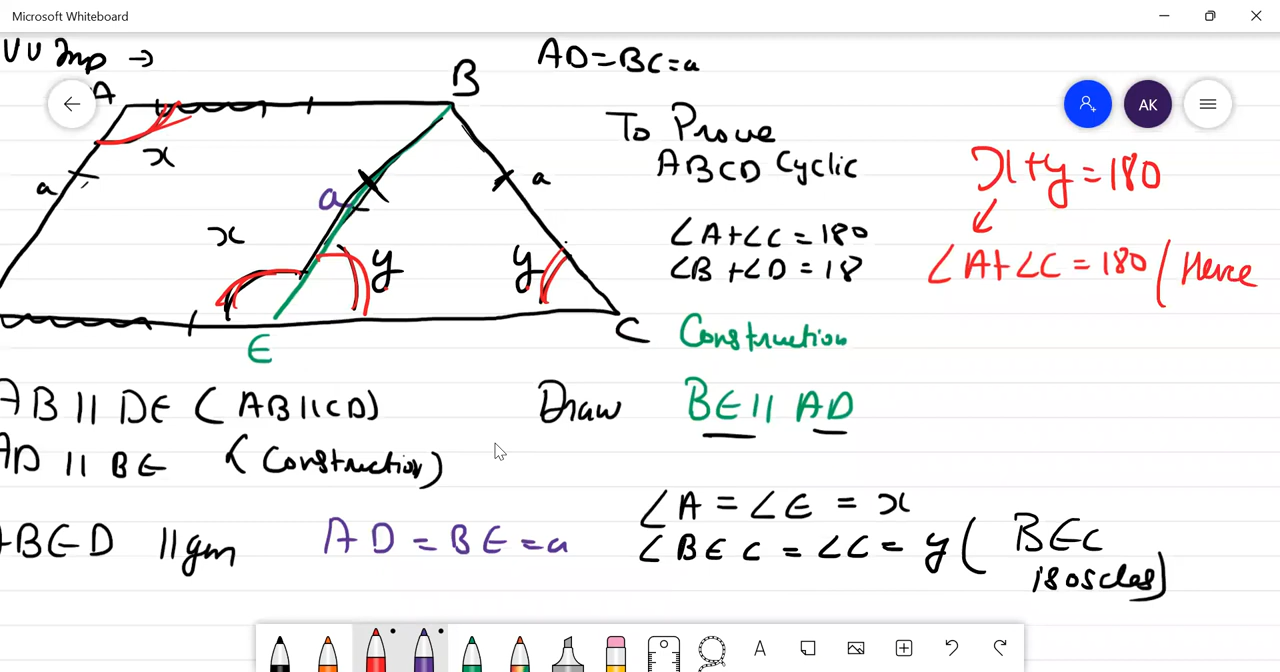 Microsoft Whiteboard
VV Imp →
AD=BC=a
A
B
To Prove
ABCD Cyclic
AK
x
a
a
a
x
y
y
∠A+∠C = 180
∠B+∠D = 18
x+y=180
∠A+∠C = 180 (Hence
E
C
Construction
AB || DE ( AB||CD)
Draw BE|| AD
AD || BE (Construction)
∠A = ∠E = x
ABED ||gm
AD = BE = a
∠BEC = ∠C = y ( BEC
isosceles)
A